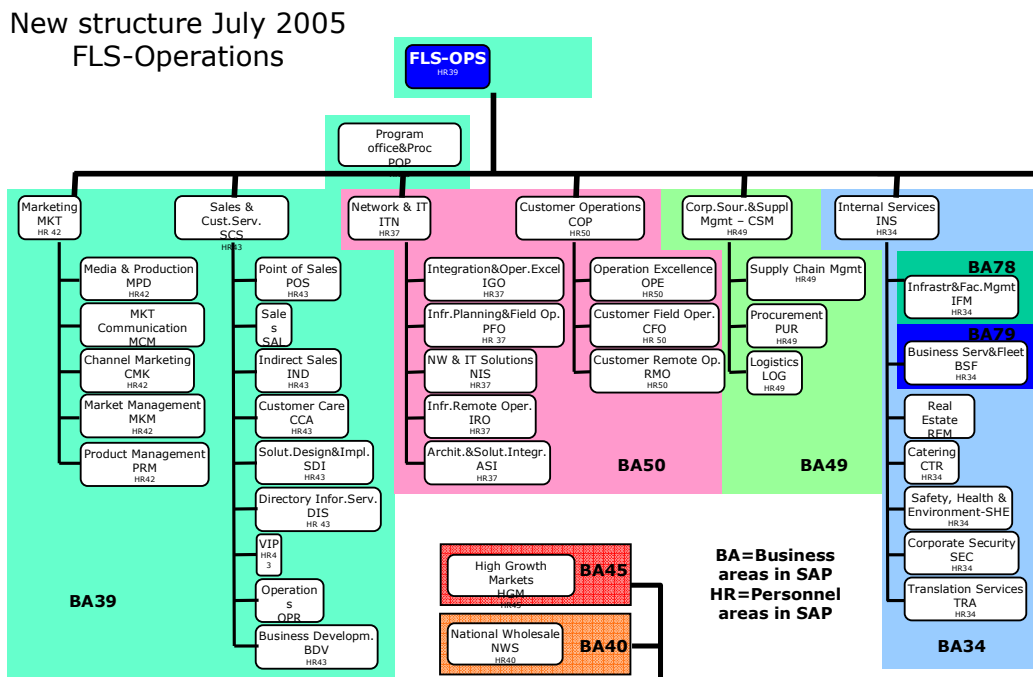 New structure July 2005
FLS-Operations
FLS-OPS
HR39
Program
office&Proc
POP
Marketing
MKT
HR 42
Sales &
Cust.Serv.
SCS
HR43
Network & IT
ITN
HR37
Customer Operations
COP
HR50
Corp.Sour.&Suppl
Mgmt – CSM
HR49
Internal Services
INS
HR34
Media & Production
MPD
HR42
MKT
Communication
MCM
Channel Marketing
CMK
HR42
Market Management
MKM
HR42
Product Management
PRM
HR42
BA39
Point of Sales
POS
HR43
Sale
s
SAL
Indirect Sales
IND
HR43
Customer Care
CCA
HR43
Solut.Design&Impl.
SDI
HR43
Directory Infor.Serv.
DIS
HR 43
VIP
HR4
3
Operation
s
OPR
Business Developm.
BDV
HR43
Integration&Oper.Excel
IGO
HR37
Infr.Planning&Field Op.
PFO
HR 37
NW & IT Solutions
NIS
HR37
Infr.Remote Oper.
IRO
HR37
Archit.&Solut.Integr.
ASI
HR37
Operation Excellence
OPE
HR50
Customer Field Oper.
CFO
HR 50
Customer Remote Op.
RMO
HR50
BA50
Supply Chain Mgmt
HR49
Procurement
PUR
HR49
Logistics
LOG
HR49
BA49
BA78
Infrastr&Fac.Mgmt
IFM
HR34
BA79
Business Serv&Fleet
BSF
HR34
Real
Estate
REM
Catering
CTR
HR34
Safety, Health &
Environment-SHE
HR34
Corporate Security
SEC
HR34
Translation Services
TRA
HR34
BA34
High Growth
Markets
HGM
HR45
BA45
National Wholesale
NWS
HR40
BA40
BA=Business
areas in SAP
HR=Personnel
areas in SAP